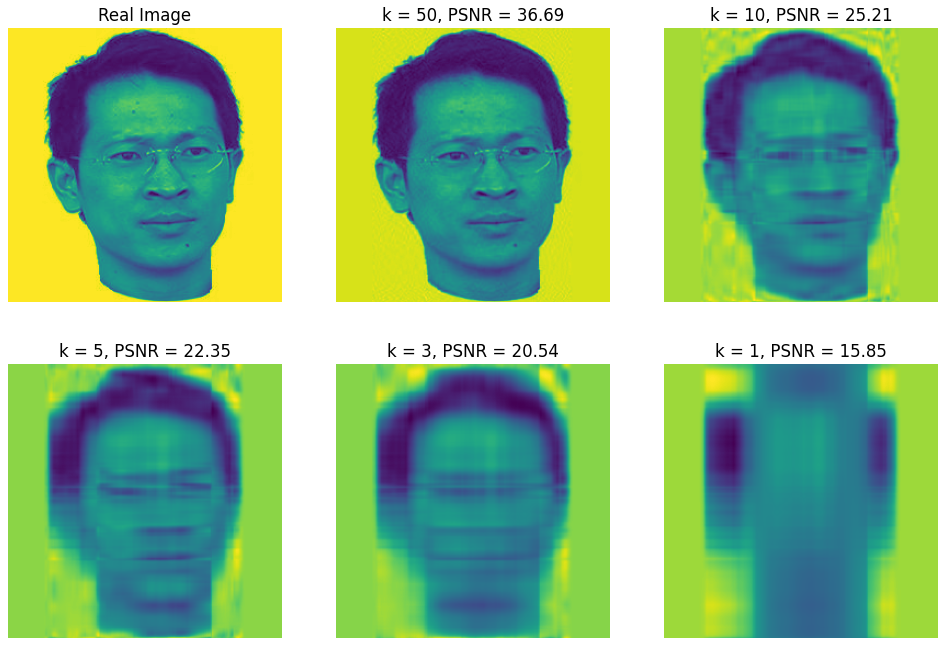 Real Image
k = 50, PSNR = 36.69
k = 10, PSNR = 25.21
k = 5, PSNR = 22.35
k = 3, PSNR = 20.54
k = 1, PSNR = 15.85